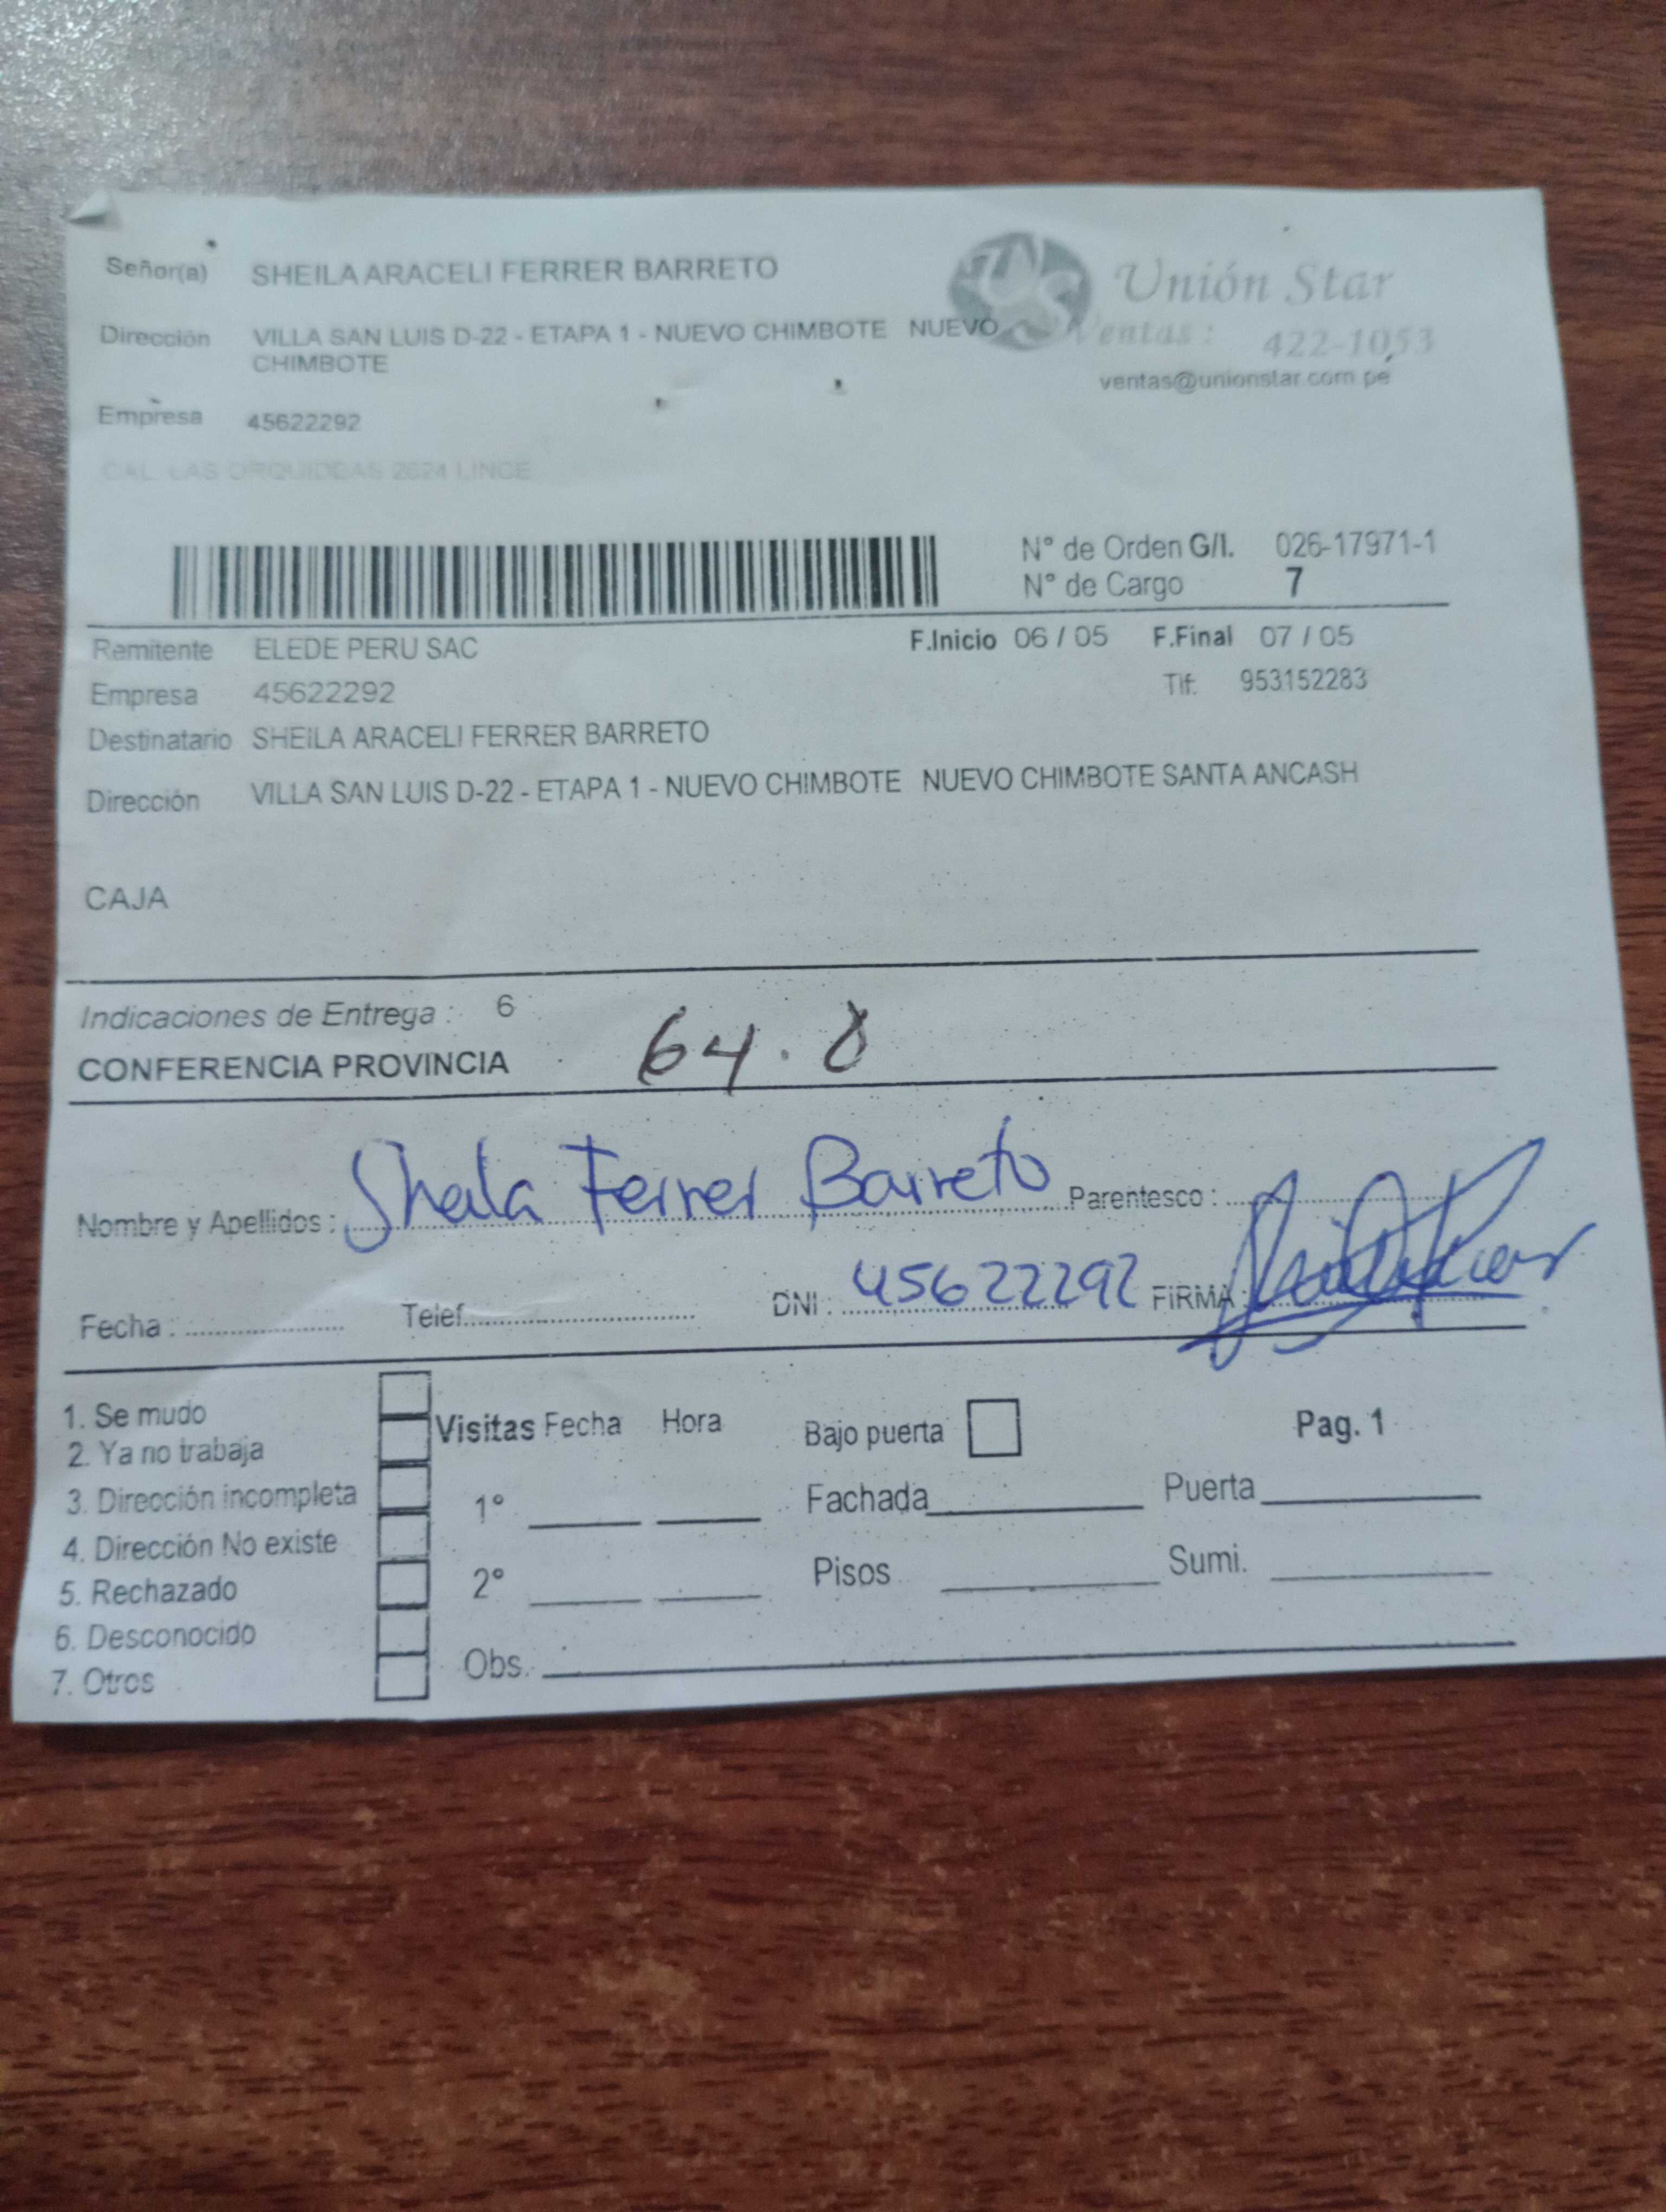 Señor(a) SHEILA ARACELI FERRER BARRETO
Unión Star
Dirección VILLA SAN LUIS D-22 - ETAPA 1 - NUEVO CHIMBOTE NUEVO
CHIMBOTE
Ventas : 422-1053
ventas@unionstar.com.pe
Empresa 45622292
CAL LAS ORQUIDEAS 2624 LINCE
N° de Orden G/I. 026-17971-1
N° de Cargo 7
Remitente ELEDE PERU SAC F.Inicio 06 / 05 F.Final 07 / 05
Empresa 45622292 Tlf: 953152283
Destinatario SHEILA ARACELI FERRER BARRETO
Dirección VILLA SAN LUIS D-22 - ETAPA 1 - NUEVO CHIMBOTE NUEVO CHIMBOTE SANTA ANCASH
CAJA
Indicaciones de Entrega : 6
CONFERENCIA PROVINCIA 64.0
Nombre y Apellidos : Sheila Ferrer Barreto Parentesco :
Fecha : Telef. DNI : 45622292 FIRMA :
1. Se mudo
2. Ya no trabaja
3. Dirección incompleta
4. Dirección No existe
5. Rechazado
6. Desconocido
7. Otros
Visitas Fecha Hora Bajo puerta Pag. 1
1° Fachada Puerta
2° Pisos Sumi.
Obs.